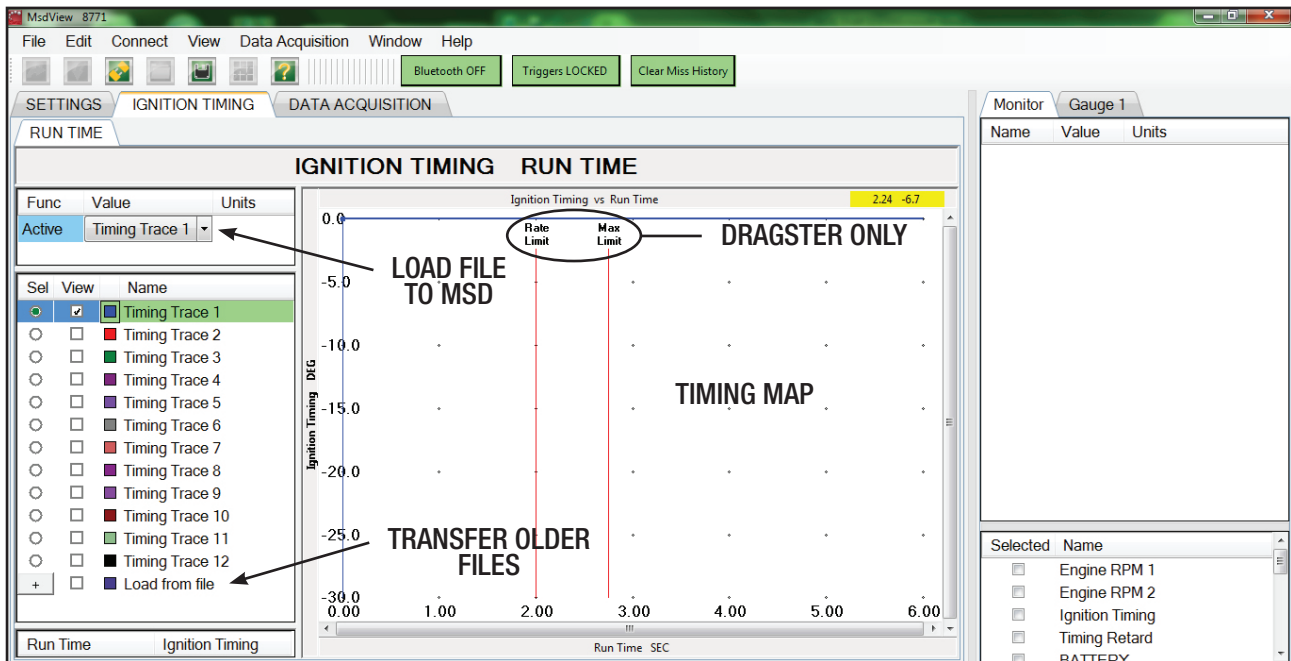 MsdView 8771
File Edit Connect View Data Acquisition Window Help
Bluetooth OFF Triggers LOCKED Clear Miss History
SETTINGS IGNITION TIMING DATA ACQUISITION
RUN TIME
IGNITION TIMING RUN TIME
Func Value Units
Active Timing Trace 1
LOAD FILE
TO MSD
Sel View Name
Timing Trace 1
Timing Trace 2
Timing Trace 3
Timing Trace 4
Timing Trace 5
Timing Trace 6
Timing Trace 7
Timing Trace 8
Timing Trace 9
Timing Trace 10
Timing Trace 11
Timing Trace 12
+ Load from file
TRANSFER OLDER
FILES
Run Time Ignition Timing
Ignition Timing vs Run Time 2.24 -6.7
Rate
Limit
Max
Limit
DRAGSTER ONLY
TIMING MAP
Ignition Timing DEG
0.0
-5.0
-10.0
-15.0
-20.0
-25.0
-30.0
0.00 1.00 2.00 3.00 4.00 5.00 6.00
Run Time SEC
Monitor Gauge 1
Name Value Units
Selected Name
Engine RPM 1
Engine RPM 2
Ignition Timing
Timing Retard
BATTERY